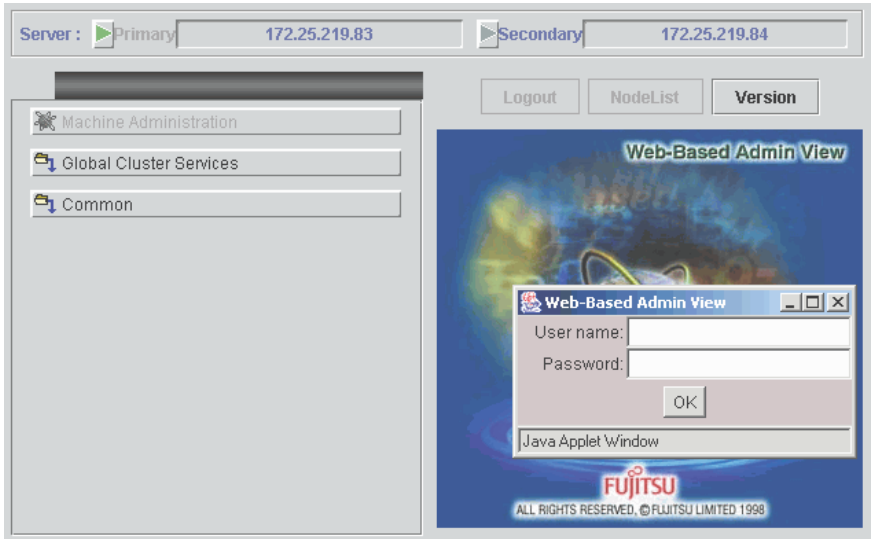 Server : Primary 172.25.219.83 Secondary 172.25.219.84
Logout NodeList Version
Machine Administration
Global Cluster Services
Common
Web-Based Admin View
Web-Based Admin View
User name:
Password:
OK
Java Applet Window
FUJITSU
ALL RIGHTS RESERVED, © FUJITSU LIMITED 1998